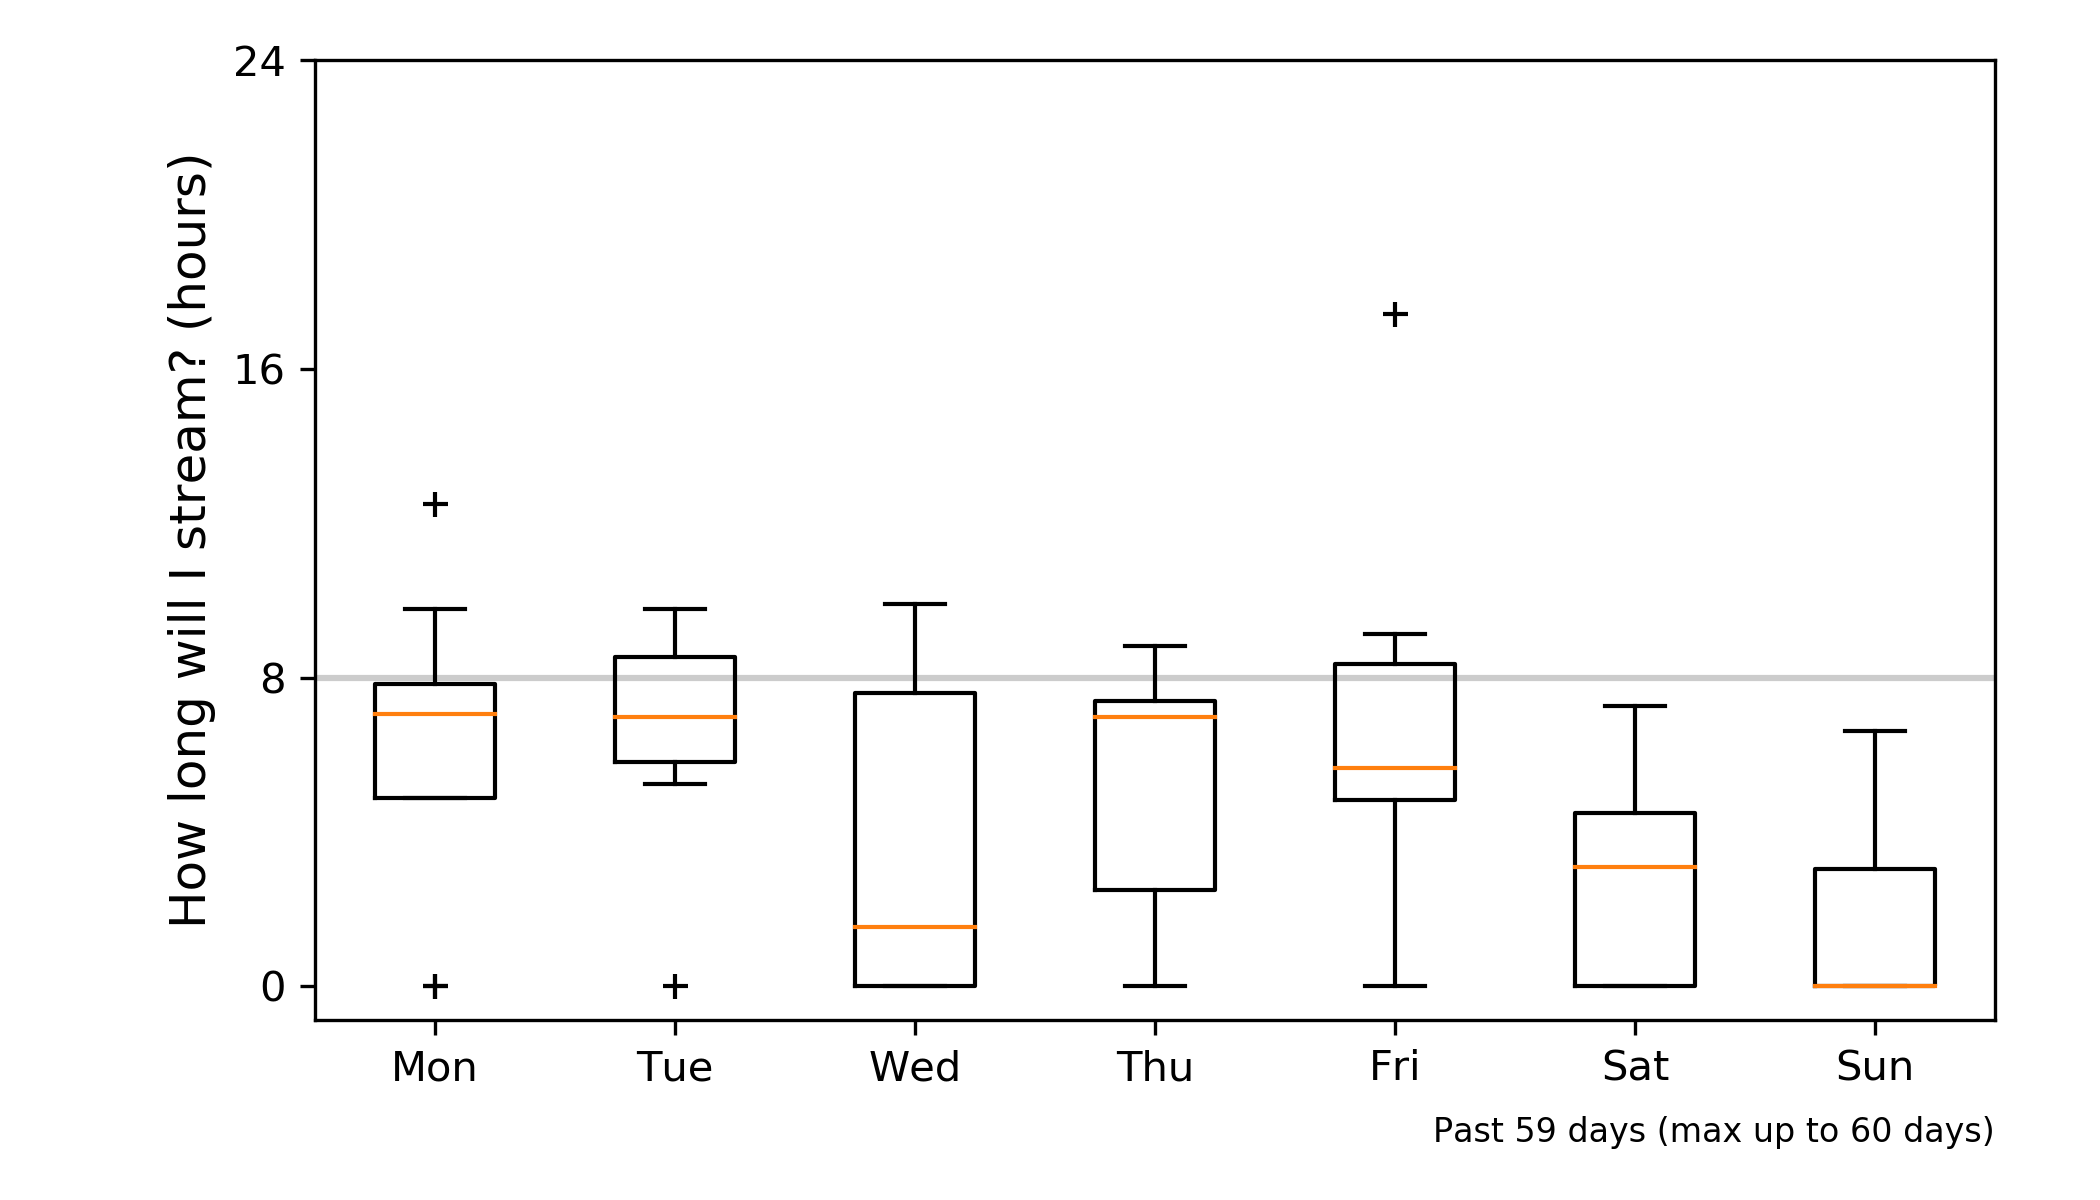 How long will I stream? (hours)
24
16
8
0
Mon Tue Wed Thu Fri Sat Sun
Past 59 days (max up to 60 days)